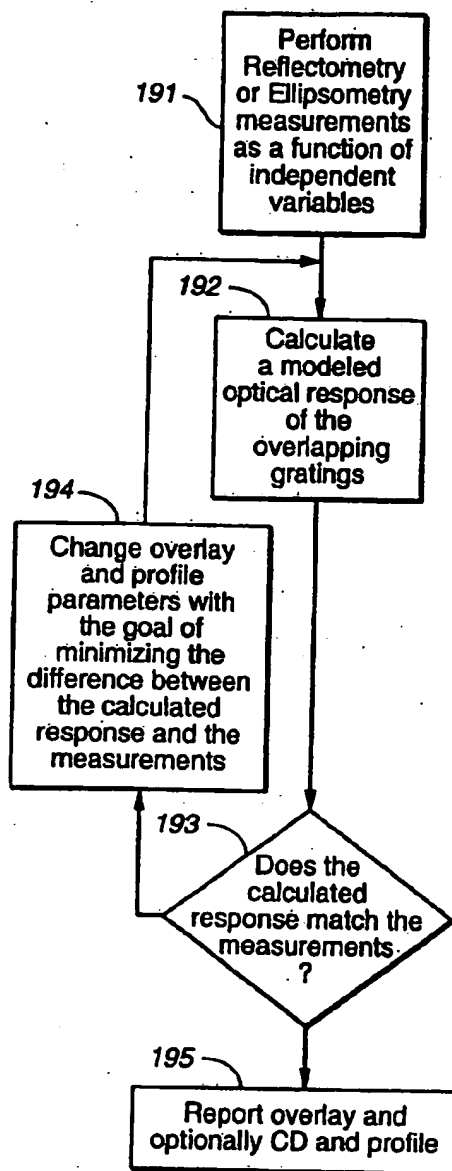 191
Perform
Reflectometry
or Ellipsometry
measurements
as a function of
independent
variables
192
Calculate
a modeled
optical response
of the
overlapping
gratings
194
Change overlay
and profile
parameters with
the goal of
minimizing the
difference between
the calculated
response and the
measurements
193
Does the
calculated
response match the
measurements
?
195
Report overlay and
optionally CD and profile